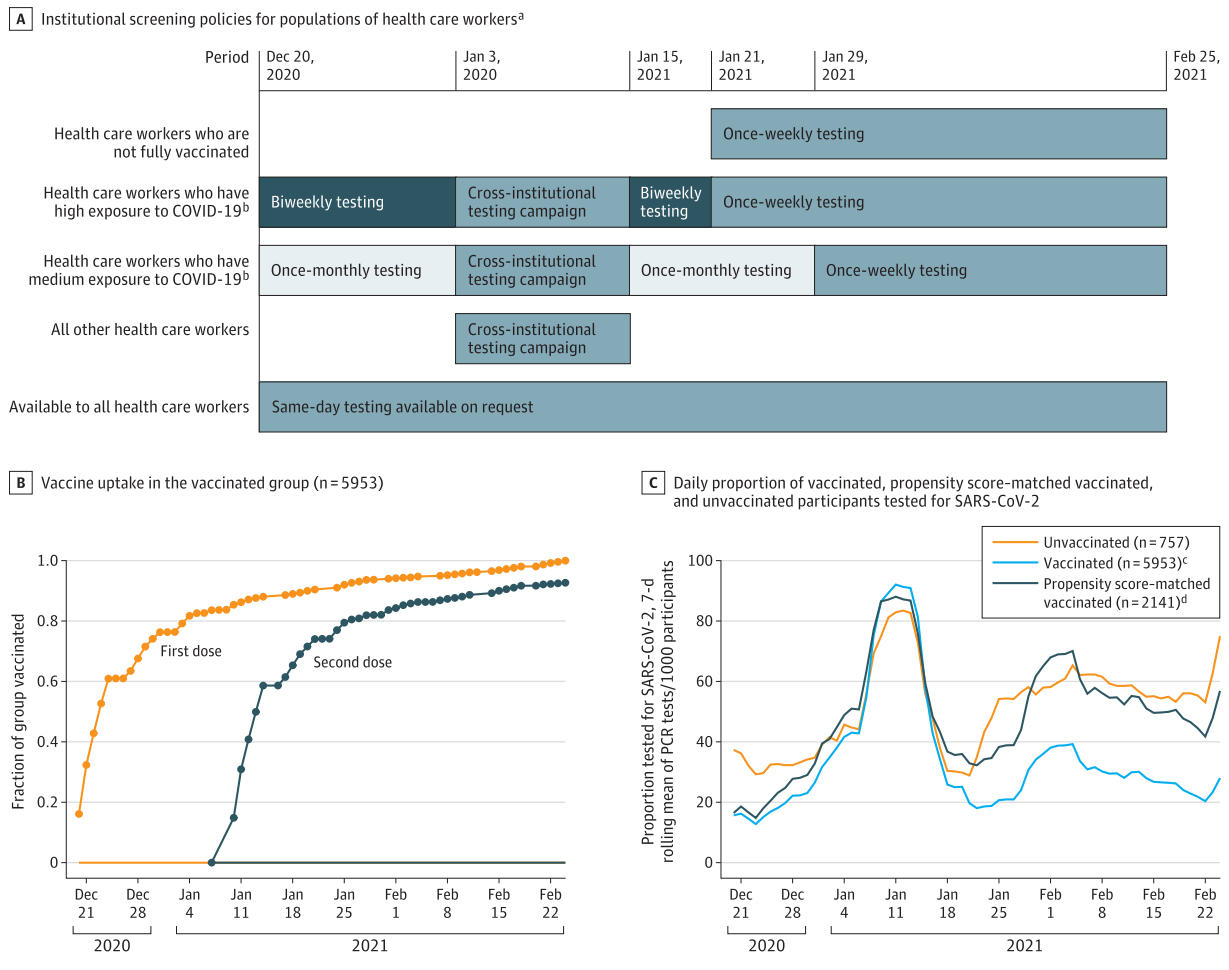 A Institutional screening policies for populations of health care workersᵃ
Period
Dec 20,
2020
Jan 3,
2020
Jan 15,
2021
Jan 21,
2021
Jan 29,
2021
Feb 25,
2021
Health care workers who are
not fully vaccinated
Once-weekly testing
Health care workers who have
high exposure to COVID-19ᵇ
Biweekly testing
Cross-institutional
testing campaign
Biweekly
testing
Once-weekly testing
Health care workers who have
medium exposure to COVID-19ᵇ
Once-monthly testing
Cross-institutional
testing campaign
Once-monthly testing
Once-weekly testing
All other health care workers
Cross-institutional
testing campaign
Available to all health care workers
Same-day testing available on request
B Vaccine uptake in the vaccinated group (n=5953)
Fraction of group vaccinated
1.0
0.8
0.6
0.4
0.2
0
First dose
Second dose
Dec
21
Dec
28
Jan
4
Jan
11
Jan
18
Jan
25
Feb
1
Feb
8
Feb
15
Feb
22
2020
2021
C Daily proportion of vaccinated, propensity score-matched vaccinated,
and unvaccinated participants tested for SARS-CoV-2
Unvaccinated (n=757)
Vaccinated (n=5953)ᶜ
Propensity score-matched
vaccinated (n=2141)ᵈ
Proportion tested for SARS-CoV-2, 7-d
rolling mean of PCR tests/1000 participants
100
80
60
40
20
0
Dec
21
Dec
28
Jan
4
Jan
11
Jan
18
Jan
25
Feb
1
Feb
8
Feb
15
Feb
22
2020
2021